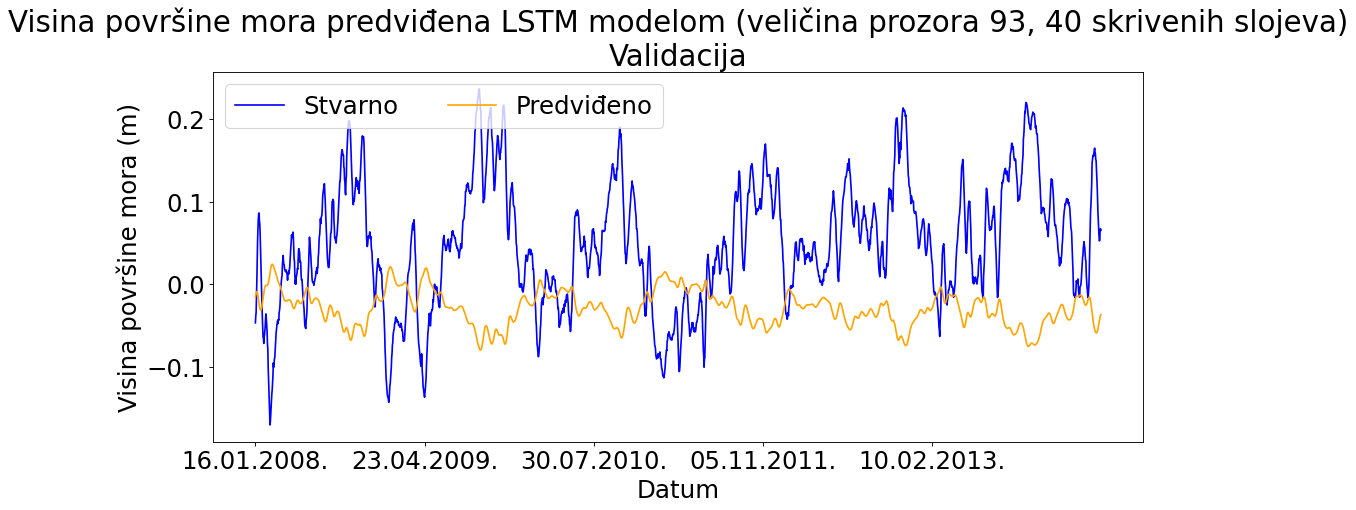 Visina površine mora predviđena LSTM modelom (veličina prozora 93, 40 skrivenih slojeva)
Validacija
Stvarno Predviđeno
Visina površine mora (m)
0.2
0.1
0.0
−0.1
16.01.2008. 23.04.2009. 30.07.2010. 05.11.2011. 10.02.2013.
Datum